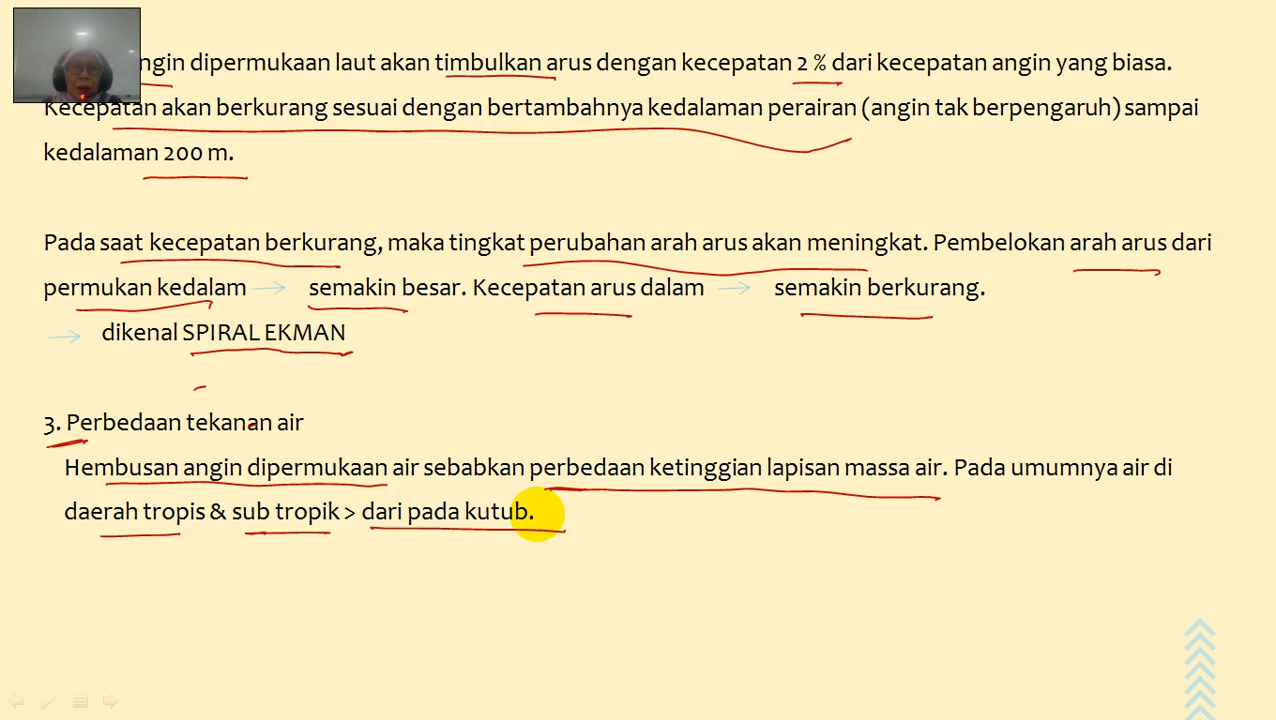 angin dipermukaan laut akan timbulkan arus dengan kecepatan 2 % dari kecepatan angin yang biasa.
Kecepatan akan berkurang sesuai dengan bertambahnya kedalaman perairan (angin tak berpengaruh) sampai
kedalaman 200 m.
Pada saat kecepatan berkurang, maka tingkat perubahan arah arus akan meningkat. Pembelokan arah arus dari
permukan kedalam → semakin besar. Kecepatan arus dalam → semakin berkurang.
→ dikenal SPIRAL EKMAN
3. Perbedaan tekanan air
Hembusan angin dipermukaan air sebabkan perbedaan ketinggian lapisan massa air. Pada umumnya air di
daerah tropis & sub tropik > dari pada kutub.